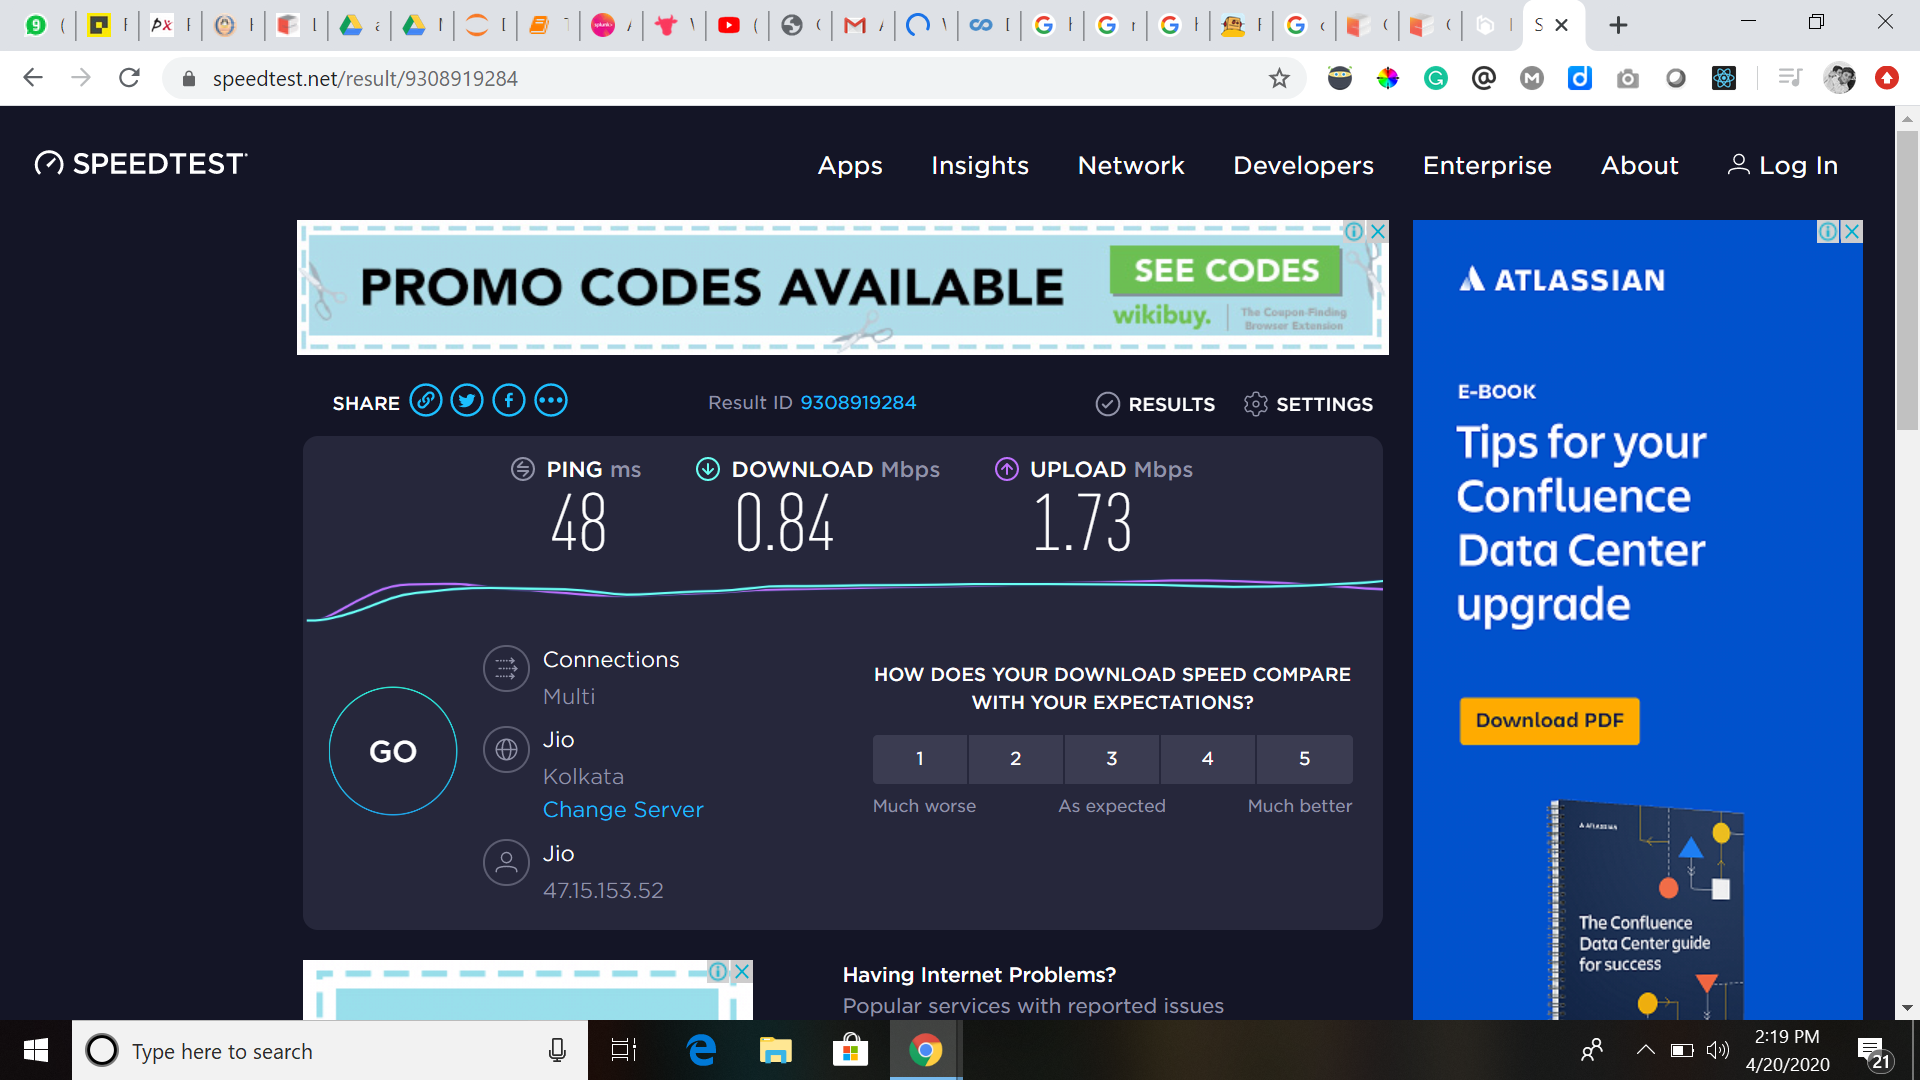 speedtest.net/result/9308919284
SPEEDTEST
Apps Insights Network Developers Enterprise About Log In
PROMO CODES AVAILABLE
SEE CODES
wikibuy.
The Coupon-Finding
Browser Extension
ATLASSIAN
E-BOOK
Tips for your
Confluence
Data Center
upgrade
Download PDF
ATLASSIAN
The Confluence
Data Center guide
for success
SHARE
Result ID 9308919284
RESULTS SETTINGS
PING ms DOWNLOAD Mbps UPLOAD Mbps
48 0.84 1.73
GO
Connections
Multi
Jio
Kolkata
Change Server
Jio
47.15.153.52
HOW DOES YOUR DOWNLOAD SPEED COMPARE
WITH YOUR EXPECTATIONS?
1 2 3 4 5
Much worse As expected Much better
Having Internet Problems?
Popular services with reported issues
Type here to search
2:19 PM
4/20/2020
21